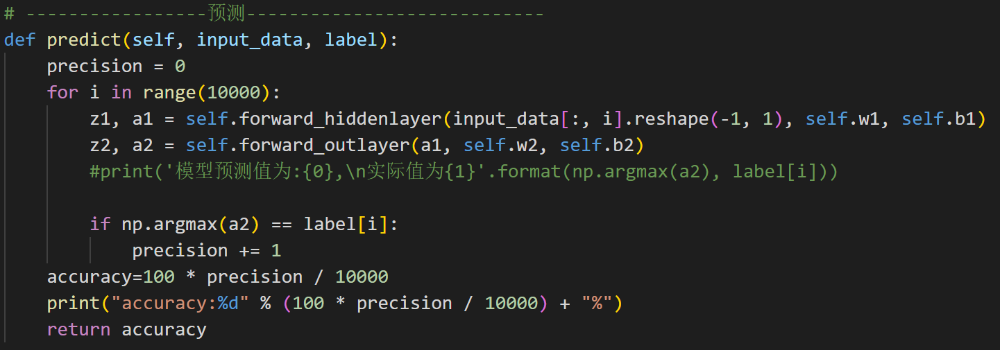 # -----------------预测----------------------------
def predict(self, input_data, label):
    precision = 0
    for i in range(10000):
        z1, a1 = self.forward_hiddenlayer(input_data[:, i].reshape(-1, 1), self.w1, self.b1)
        z2, a2 = self.forward_outlayer(a1, self.w2, self.b2)
        #print('模型预测值为:{0},\n实际值为{1}'.format(np.argmax(a2), label[i]))
        if np.argmax(a2) == label[i]:
            precision += 1
    accuracy=100 * precision / 10000
    print("accuracy:%d" % (100 * precision / 10000) + "%")
    return accuracy